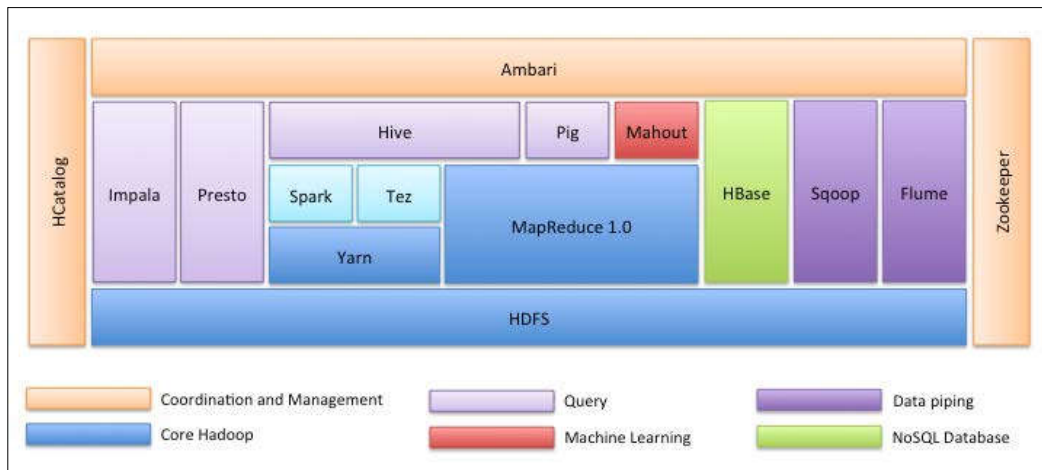 HCatalog
Ambari
Zookeeper
Impala
Presto
Hive
Pig
Mahout
HBase
Sqoop
Flume
Spark
Tez
MapReduce 1.0
Yarn
HDFS
Coordination and Management
Query
Data piping
Core Hadoop
Machine Learning
NoSQL Database